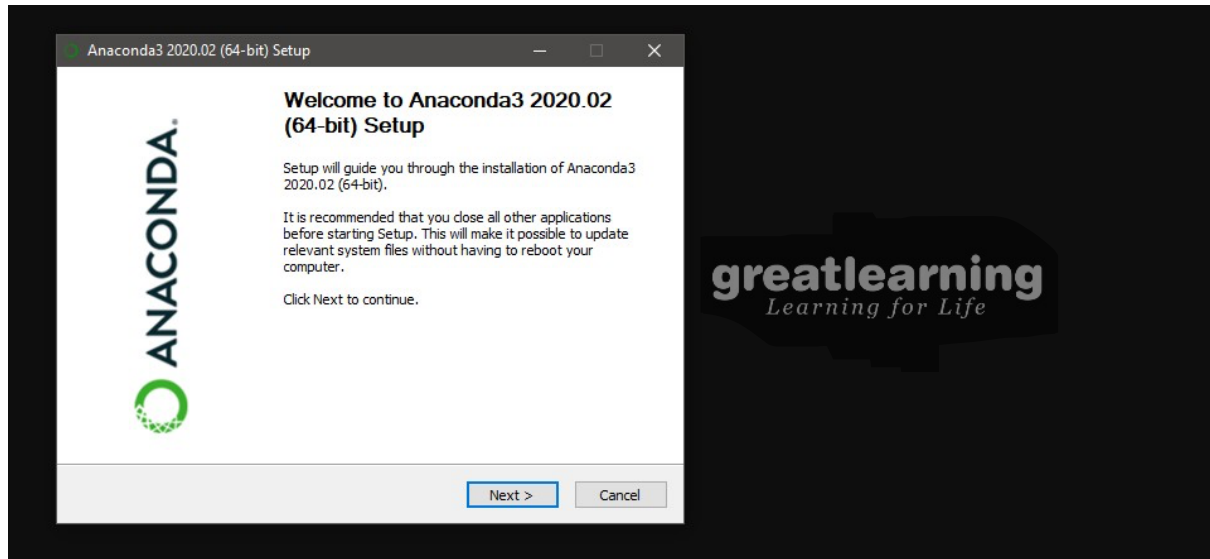 Anaconda3 2020.02 (64-bit) Setup
ANACONDA.
Welcome to Anaconda3 2020.02
(64-bit) Setup
Setup will guide you through the installation of Anaconda3
2020.02 (64-bit).
It is recommended that you close all other applications
before starting Setup. This will make it possible to update
relevant system files without having to reboot your
computer.
Click Next to continue.
Next >
Cancel
greatlearning
Learning for Life